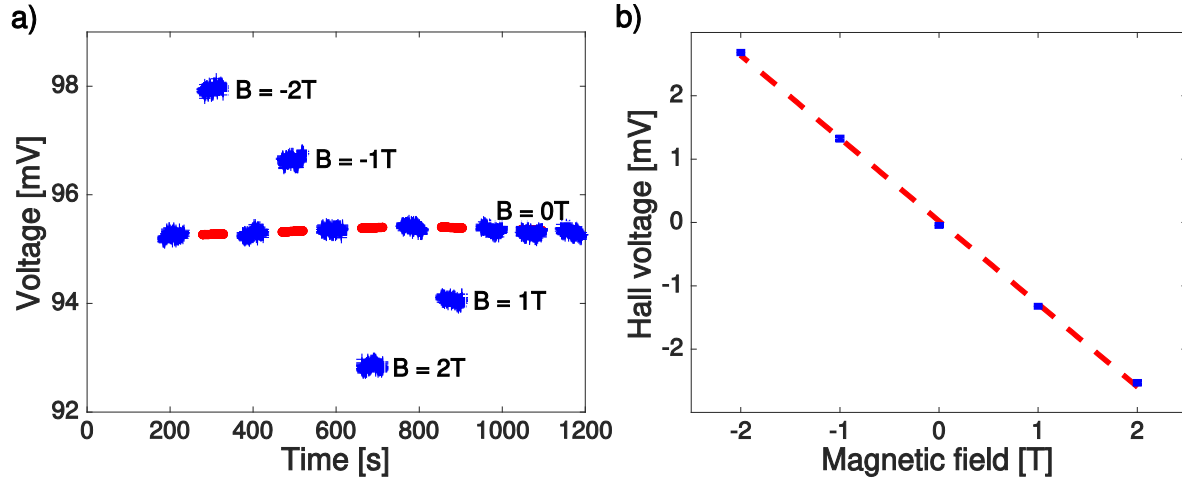 a)
Voltage [mV]
98
96
94
92
B = -2T
B = -1T
B = 0T
B = 1T
B = 2T
0 200 400 600 800 1000 1200
Time [s]
b)
Hall voltage [mV]
2
1
0
-1
-2
-2 -1 0 1 2
Magnetic field [T]